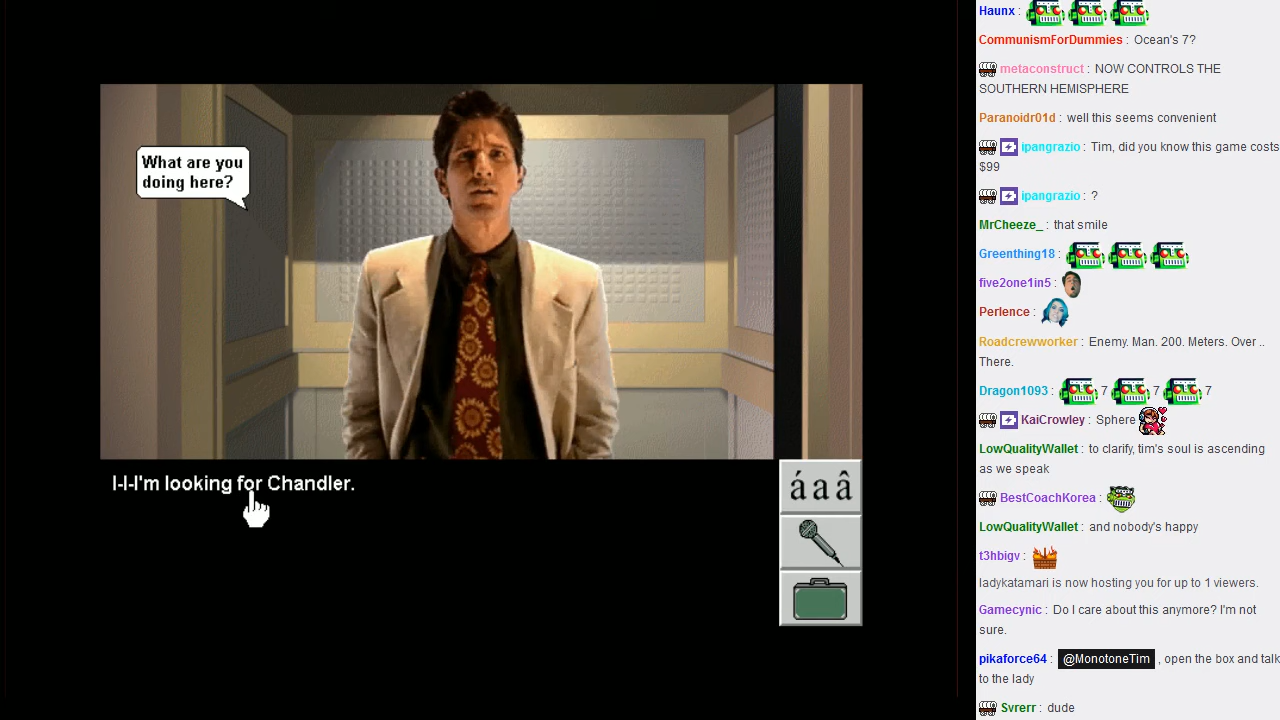 What are you
doing here?
I-I-I'm looking for Chandler.
á a â
Haunx :
CommunismForDummies : Ocean's 7?
metaconstruct : NOW CONTROLS THE
SOUTHERN HEMISPHERE
Paranoidr01d : well this seems convenient
ipangrazio : Tim, did you know this game costs
$99
ipangrazio : ?
MrCheeze_ : that smile
Greenthing18 :
five2one1in5 :
Perlence :
Roadcrewworker : Enemy. Man. 200. Meters. Over ..
There.
Dragon1093 : 7 7 7
KaiCrowley : Sphere
LowQualityWallet : to clarify, tim's soul is ascending
as we speak
BestCoachKorea :
LowQualityWallet : and nobody's happy
t3hbigv :
ladykatamari is now hosting you for up to 1 viewers.
Gamecynic : Do I care about this anymore? I'm not
sure.
pikaforce64 : @MonotoneTim , open the box and talk
to the lady
Svrerr : dude